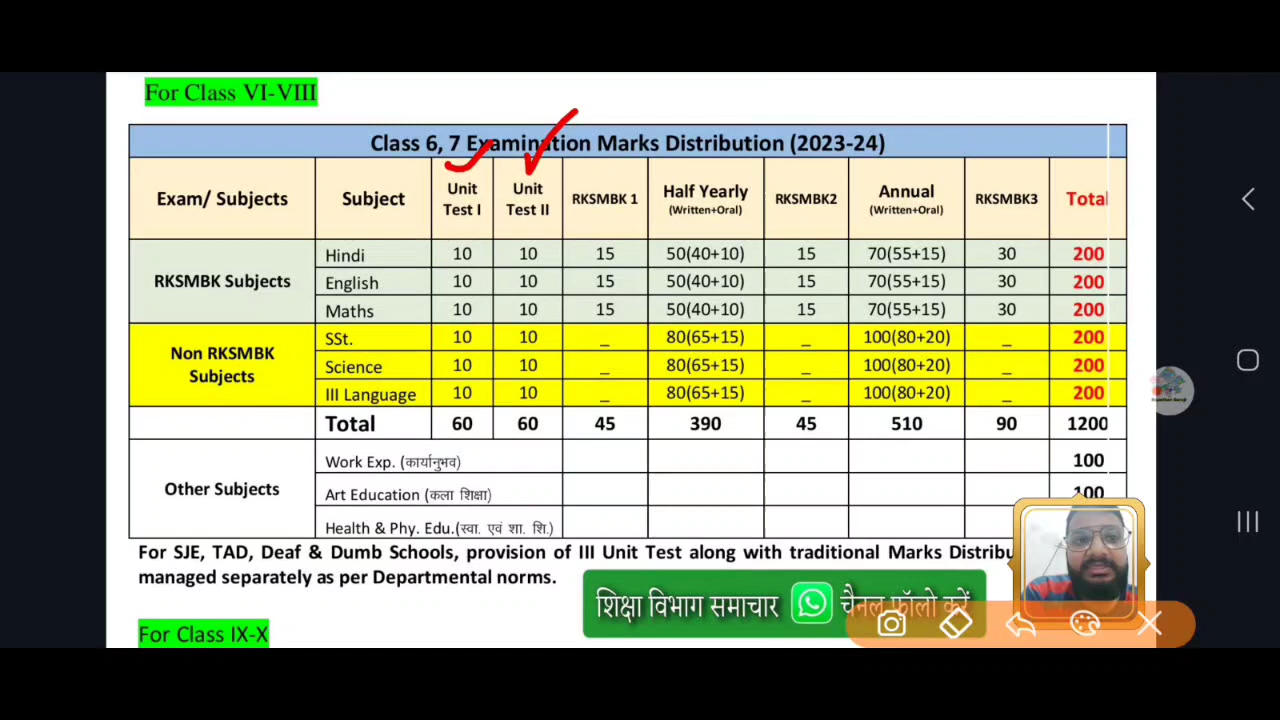 For Class VI-VIII
Class 6, 7 Examination Marks Distribution (2023-24)
Exam/ Subjects Subject Unit Test I Unit Test II RKSMBK 1 Half Yearly (Written+Oral) RKSMBK2 Annual (Written+Oral) RKSMBK3 Total
RKSMBK Subjects
Hindi 10 10 15 50(40+10) 15 70(55+15) 30 200
English 10 10 15 50(40+10) 15 70(55+15) 30 200
Maths 10 10 15 50(40+10) 15 70(55+15) 30 200
Non RKSMBK Subjects
SSt. 10 10 _ 80(65+15) _ 100(80+20) _ 200
Science 10 10 _ 80(65+15) _ 100(80+20) _ 200
III Language 10 10 _ 80(65+15) _ 100(80+20) _ 200
Total 60 60 45 390 45 510 90 1200
Other Subjects
Work Exp. (कार्यानुभव) 100
Art Education (कला शिक्षा) 100
Health & Phy. Edu.(स्वा. एवं शा. शि.)
For SJE, TAD, Deaf & Dumb Schools, provision of III Unit Test along with traditional Marks
managed separately as per Departmental norms.
शिक्षा विभाग समाचार चैनल फॉलो करें
For Class IX-X